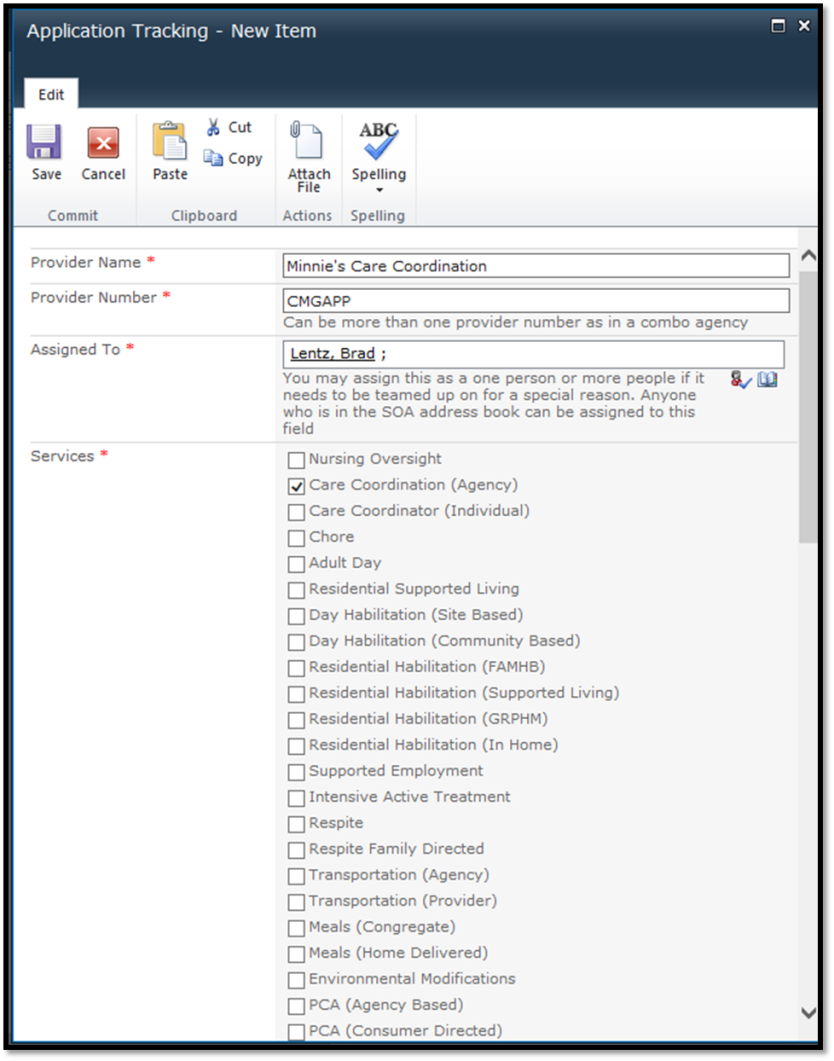 Application Tracking - New Item
Edit
Save
Cancel
Paste
Cut
Copy
Attach
File
ABC
Spelling
Commit
Clipboard
Actions
Spelling
Provider Name *
Minnie's Care Coordination
Provider Number *
CMGAPP
Can be more than one provider number as in a combo agency
Assigned To *
Lentz, Brad ;
You may assign this as a one person or more people if it
needs to be teamed up on for a special reason. Anyone
who is in the SOA address book can be assigned to this
field
Services *
Nursing Oversight
Care Coordination (Agency)
Care Coordinator (Individual)
Chore
Adult Day
Residential Supported Living
Day Habilitation (Site Based)
Day Habilitation (Community Based)
Residential Habilitation (FAMHB)
Residential Habilitation (Supported Living)
Residential Habilitation (GRPHM)
Residential Habilitation (In Home)
Supported Employment
Intensive Active Treatment
Respite
Respite Family Directed
Transportation (Agency)
Transportation (Provider)
Meals (Congregate)
Meals (Home Delivered)
Environmental Modifications
PCA (Agency Based)
PCA (Consumer Directed)